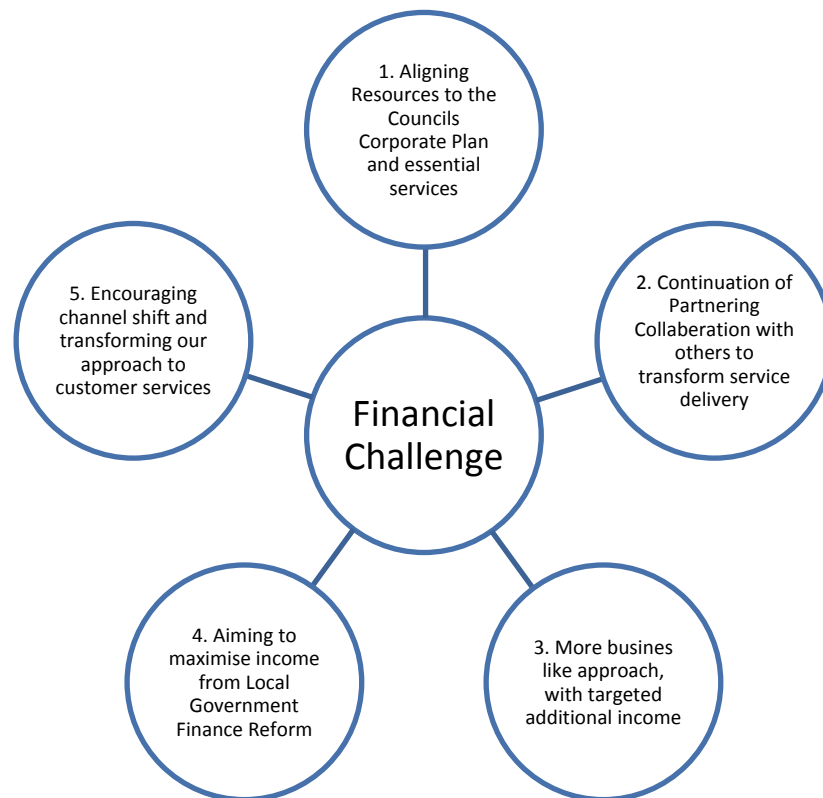 1. Aligning
Resources to the
Councils
Corporate Plan
and essential
services
2. Continuation of
Partnering
Collaberation with
others to
transform service
delivery
3. More busines
like approach,
with targeted
additional income
4. Aiming to
maximise income
from Local
Government
Finance Reform
5. Encouraging
channel shift and
transforming our
approach to
customer services
Financial
Challenge